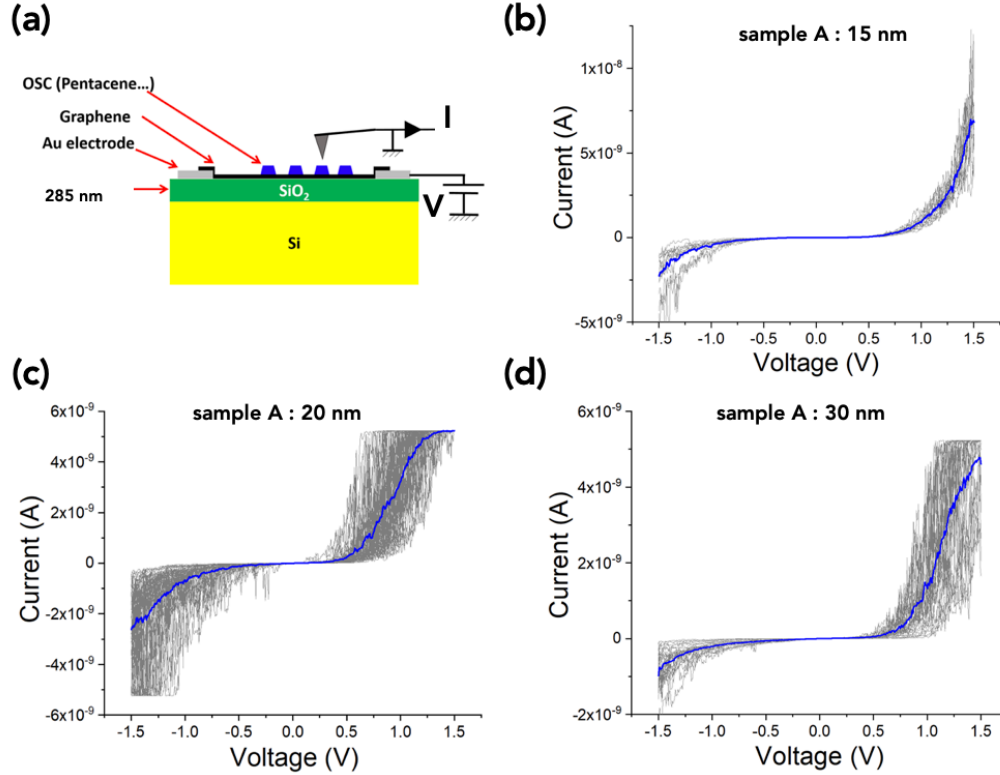 (a)
OSC (Pentacene...)
Graphene
Au electrode
285 nm
SiO2
Si
I
V
(b)
sample A : 15 nm
Current (A)
1x10-8
5x10-9
0
-5x10-9
-1.5 -1.0 -0.5 0.0 0.5 1.0 1.5
Voltage (V)
(c)
sample A : 20 nm
Current (A)
6x10-9
4x10-9
2x10-9
0
-2x10-9
-4x10-9
-6x10-9
-1.5 -1.0 -0.5 0.0 0.5 1.0 1.5
Voltage (V)
(d)
sample A : 30 nm
Current (A)
6x10-9
4x10-9
2x10-9
0
-2x10-9
-1.5 -1.0 -0.5 0.0 0.5 1.0 1.5
Voltage (V)